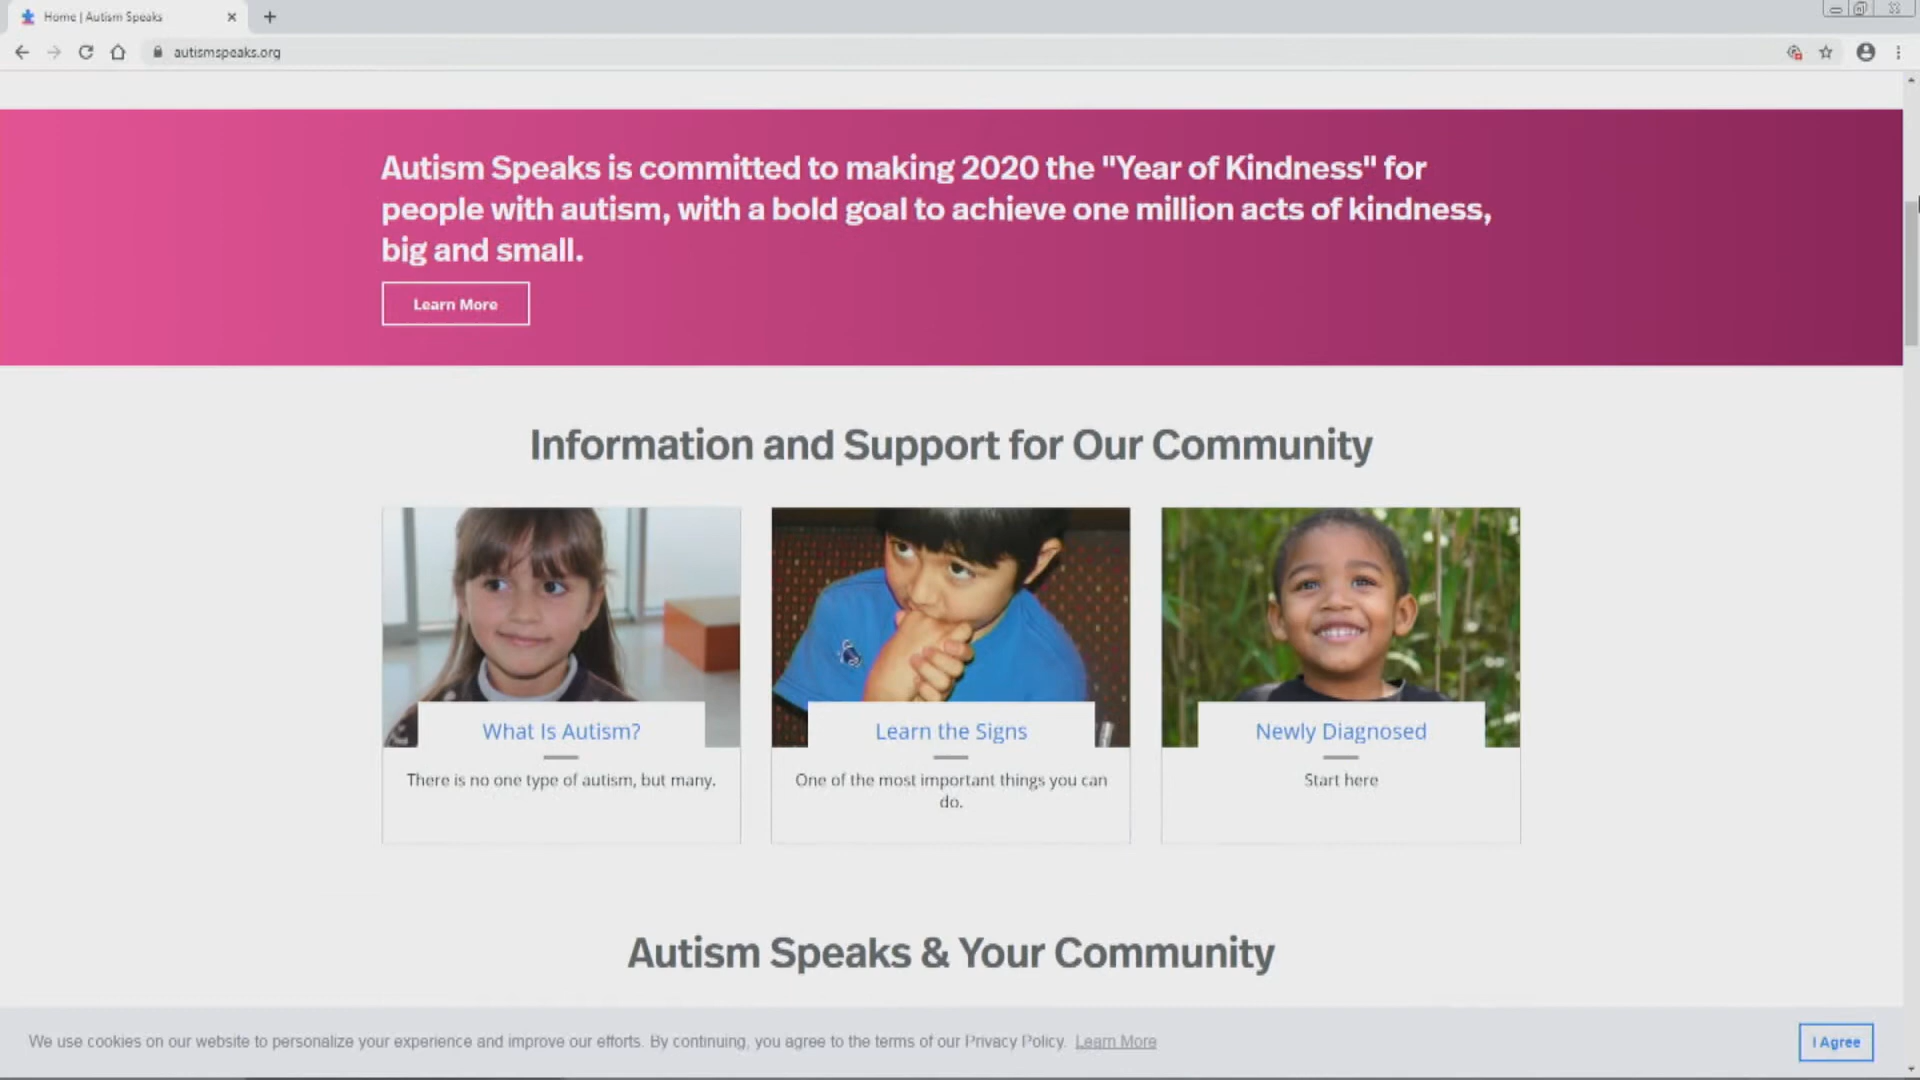 Home | Autism Speaks
autismspeaks.org
Autism Speaks is committed to making 2020 the "Year of Kindness" for
people with autism, with a bold goal to achieve one million acts of kindness,
big and small.
Learn More
Information and Support for Our Community
What Is Autism?
There is no one type of autism, but many.
Learn the Signs
One of the most important things you can
do.
Newly Diagnosed
Start here
Autism Speaks & Your Community
We use cookies on our website to personalize your experience and improve our efforts. By continuing, you agree to the terms of our Privacy Policy. Learn More
I Agree